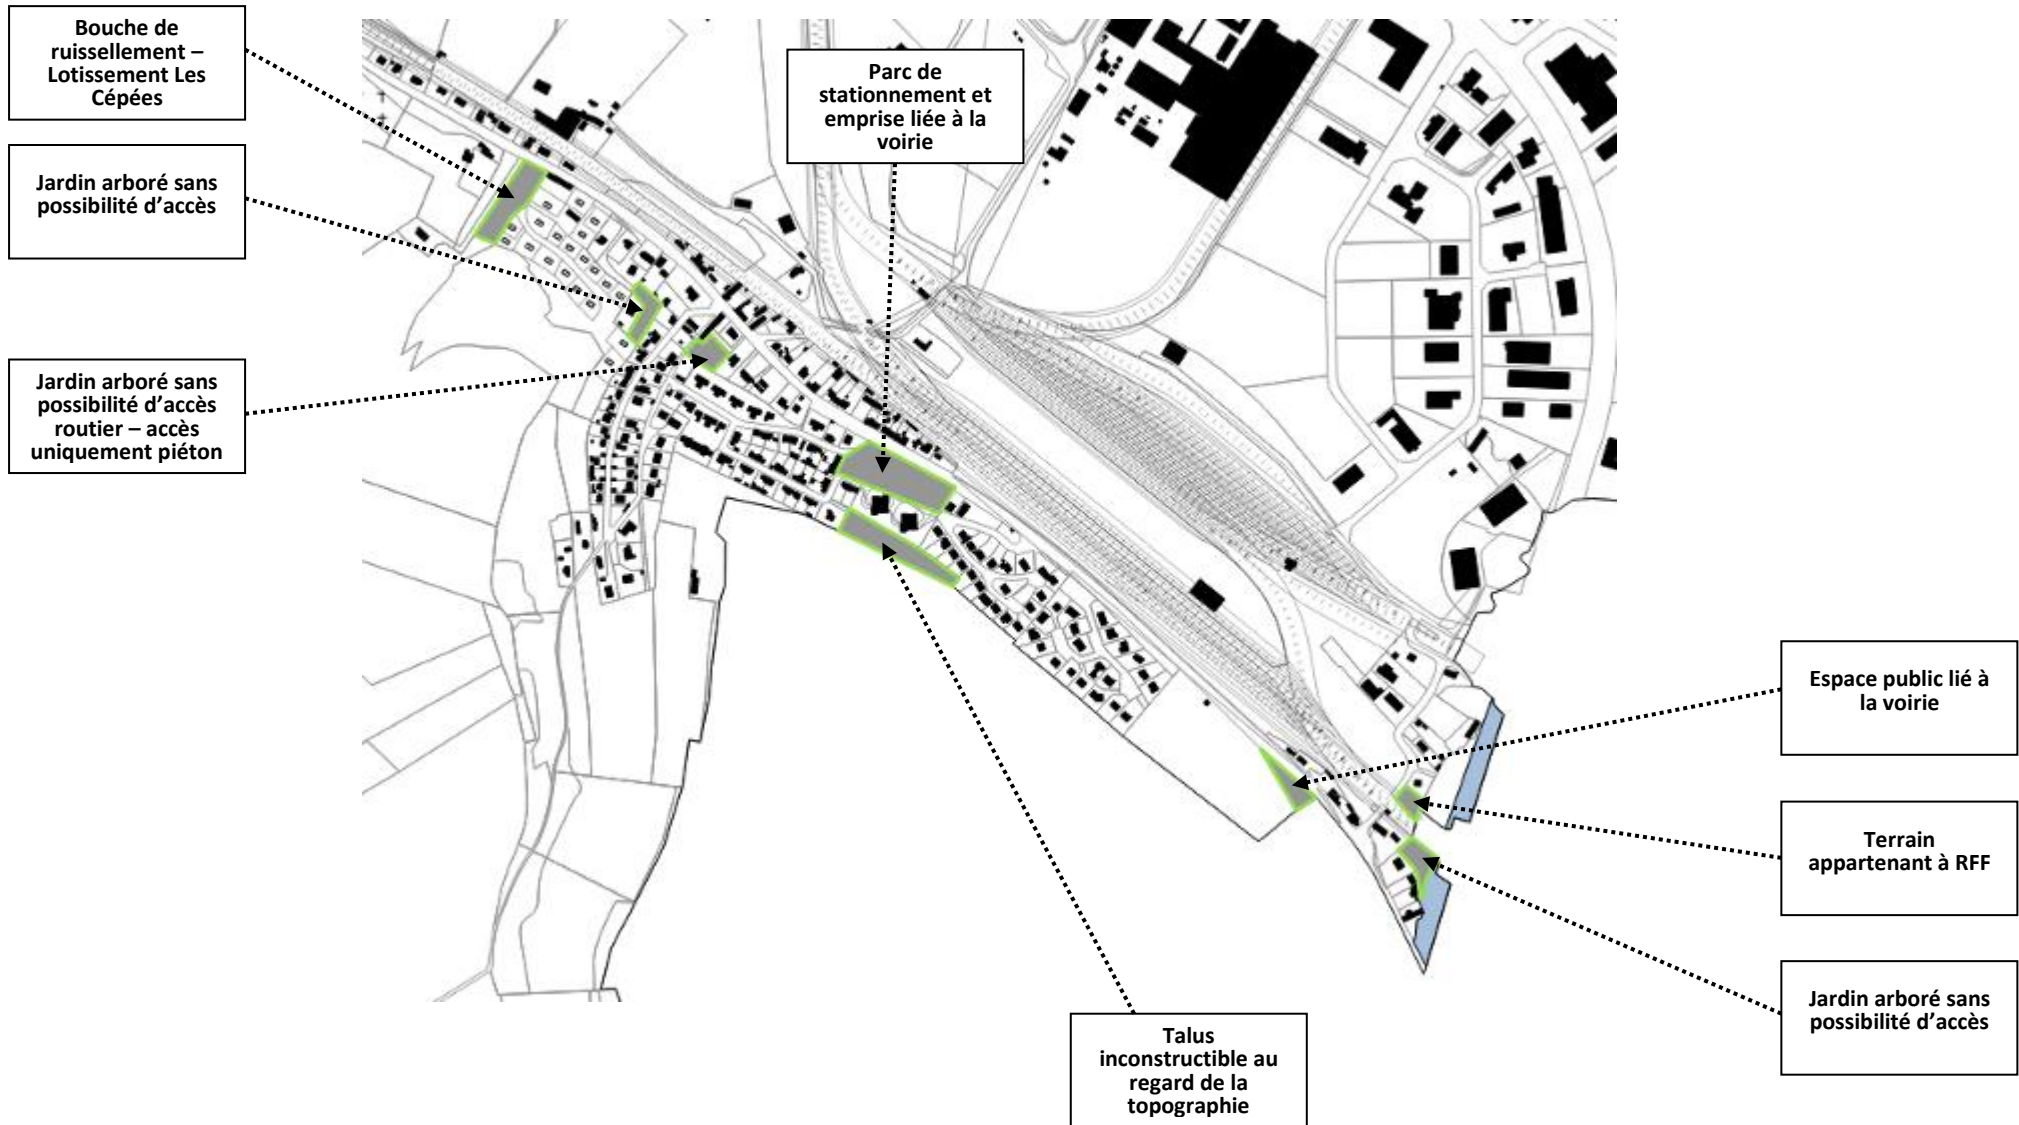 Bouche de
ruissellement –
Lotissement Les
Cépées
Parc de
stationnement et
emprise liée à la
voirie
Jardin arboré sans
possibilité d’accès
Jardin arboré sans
possibilité d’accès
routier – accès
uniquement piéton
Espace public lié à
la voirie
Terrain
appartenant à RFF
Jardin arboré sans
possibilité d’accès
Talus
inconstructible au
regard de la
topographie